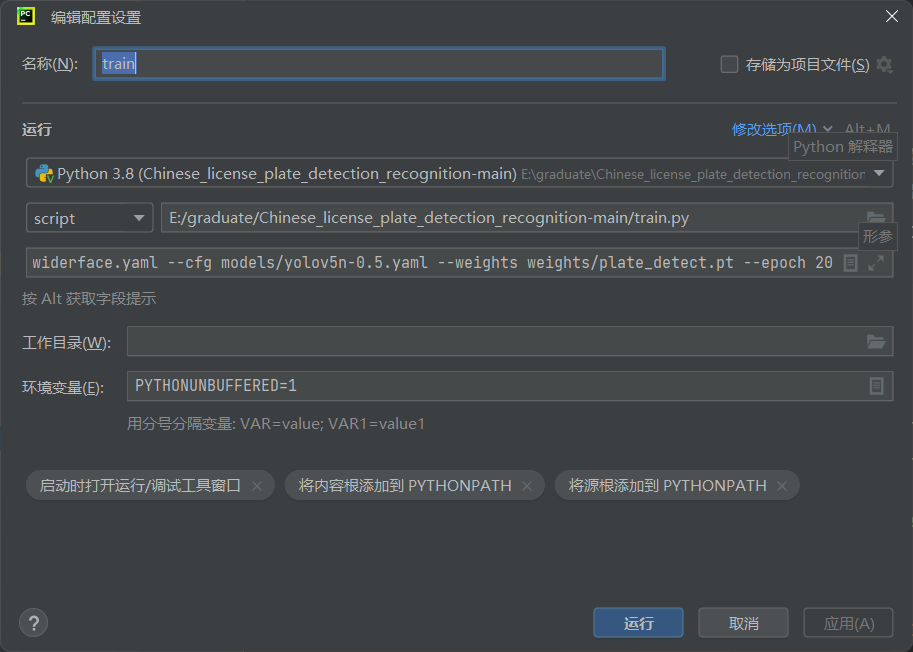 PC 编辑配置设置
名称(N): train 存储为项目文件(S)
运行 修改选项(M) Alt+M
Python 解释器
Python 3.8 (Chinese_license_plate_detection_recognition-main) E:\graduate\Chinese_license_plate_detection_recognition
script E:/graduate/Chinese_license_plate_detection_recognition-main/train.py
形参
widerface.yaml --cfg models/yolov5n-0.5.yaml --weights weights/plate_detect.pt --epoch 20
按 Alt 获取字段提示
工作目录(W):
环境变量(E): PYTHONUNBUFFERED=1
用分号分隔变量: VAR=value; VAR1=value1
启动时打开运行/调试工具窗口 × 将内容根添加到 PYTHONPATH × 将源根添加到 PYTHONPATH ×
? 运行 取消 应用(A)